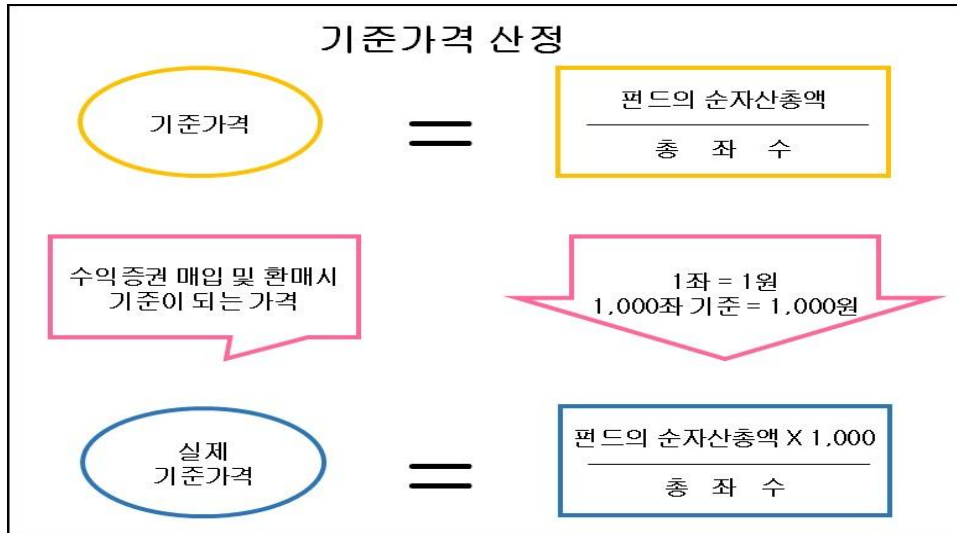 기준가격 산정
기준가격
=
펀드의 순자산총액
총 좌 수
수익증권 매입 및 환매시
기준이 되는 가격
1좌 = 1원
1,000좌 기준 = 1,000원
실제
기준가격
=
펀드의 순자산총액 X 1,000
총 좌 수